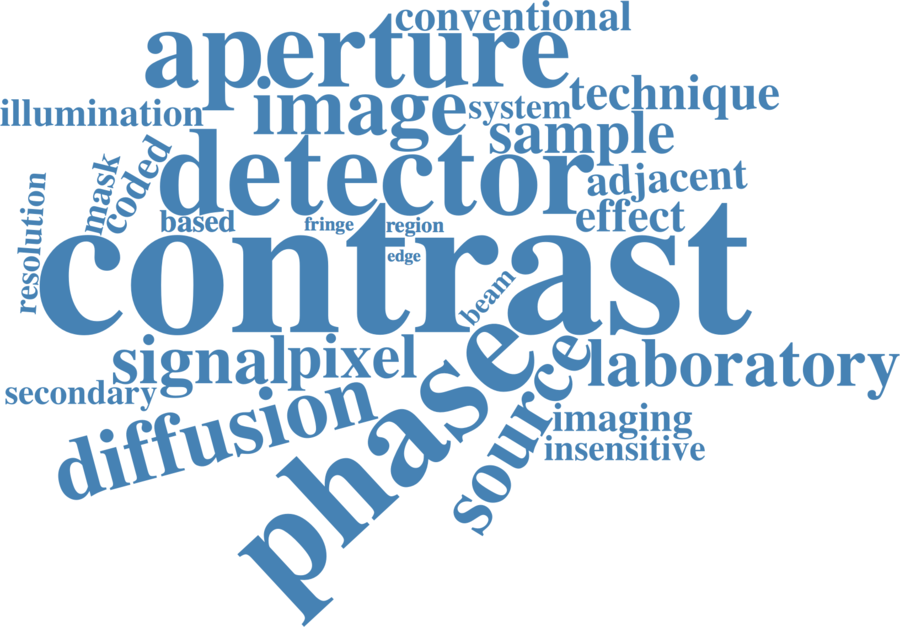 conventional
aperture
technique
illumination
image
system
sample
detector
coded
mask
adjacent
resolution
based
fringe
region
effect
contrast
edge
beam
signal
pixel
phase
source
laboratory
secondary
diffusion
imaging
insensitive